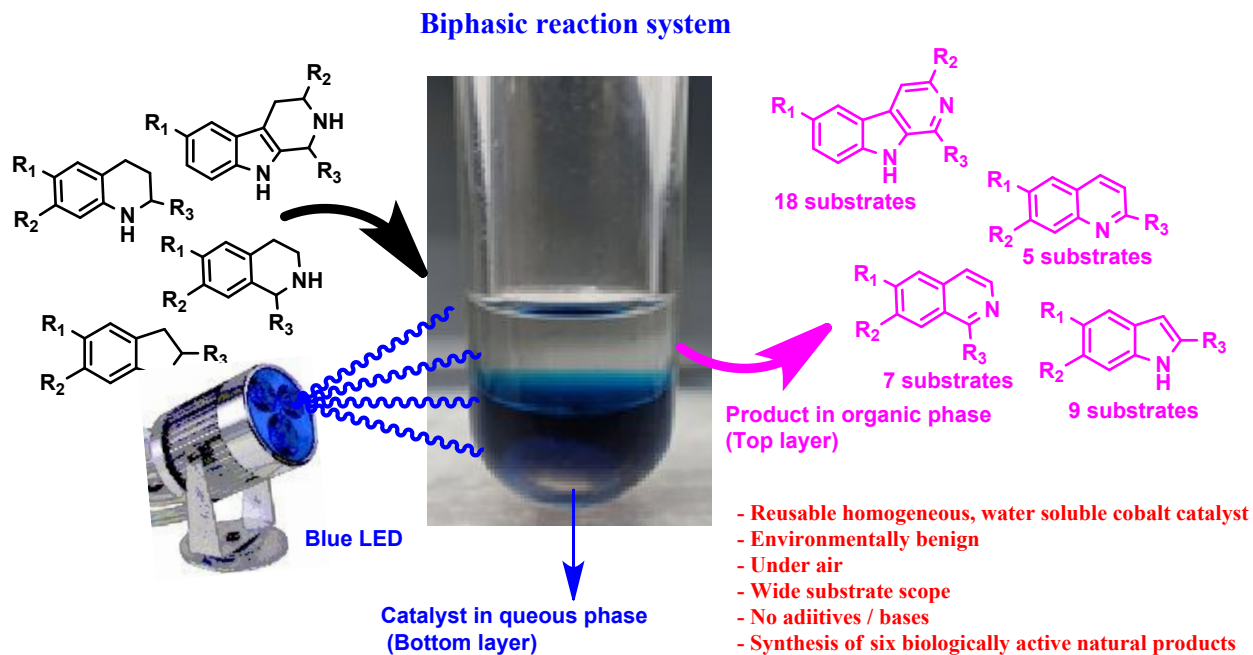 Biphasic reaction system
R2
R1
NH
N
H
R3
R1
R2
N
H
R3
R1
R2
NH
R3
R1
R2
R3
Blue LED
Catalyst in queous phase
(Bottom layer)
R2
R1
N
N
H
R3
18 substrates
R1
R2
N
R3
5 substrates
R1
R2
N
R3
7 substrates
R1
R2
N
H
R3
9 substrates
Product in organic phase
(Top layer)
- Reusable homogeneous, water soluble cobalt catalyst
- Environmentally benign
- Under air
- Wide substrate scope
- No adiitives / bases
- Synthesis of six biologically active natural products